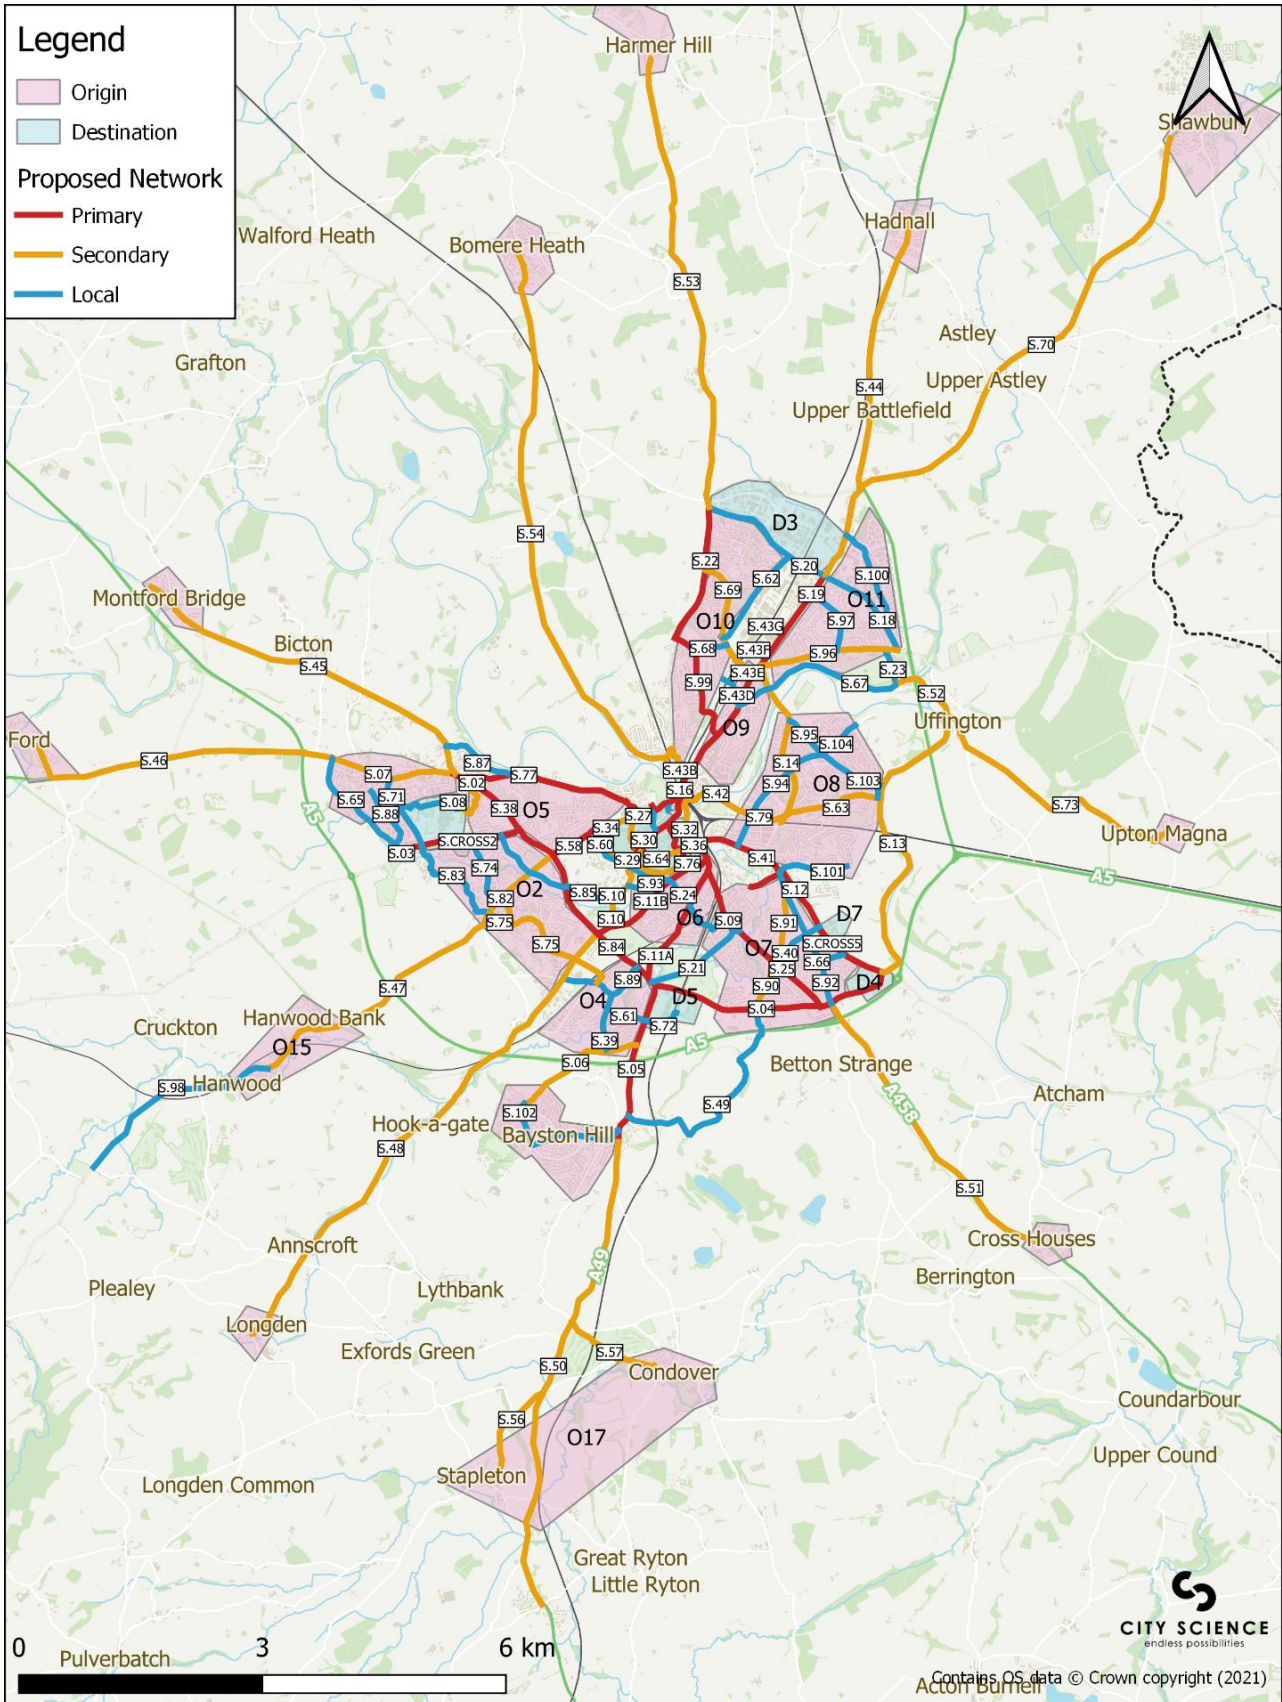 Legend
Origin
Destination
Proposed Network
Primary
Secondary
Local
Harmer Hill
Shawbury
Hadnall
Walford Heath
Bomere Heath
S.53
Astley
S.70
Grafton
Upper Astley
S.44
Upper Battlefield
D3
S.54
S.22
S.20
S.62
S.100
S.69
S.19
O11
Montford Bridge
O10
S.43G
S.97
S.18
Bicton
S.45
S.68
S.43F
S.96
S.43E
S.23
S.99
S.43D
S.67
S.52
Uffington
Ford
O9
S.95
S.104
S.46
S.87
S.14
S.07
S.02
S.77
S.43B
S.94
O8
S.103
S.16
S.42
S.65
S.71
S.08
S.38
O5
S.63
S.73
S.88
S.27
S.79
Upton Magna
S.34
S.32
S.CROSS2
S.58
S.60
S.30
S.36
S.13
S.03
S.29
S.64
S.76
S.41
S.74
S.101
A5
A5
S.83
S.93
S.12
O2
S.85
S.10
S.24
S.82
S.11B
D7
S.75
S.10
O6
S.09
S.91
S.75
S.84
S.CROSS5
S.11A
O7
S.40
S.66
S.21
S.25
S.89
S.92
D4
S.47
S.90
O4
D5
S.04
Hanwood Bank
S.61
Cruckton
S.72
O15
S.39
A5
S.06
S.05
Betton Strange
Hanwood
S.98
Atcham
S.102
S.49
A458
Hook-a-gate
Bayston Hill
S.48
S.51
Cross Houses
Annscroft
A49
Berrington
Plealey
Lythbank
Longden
Exfords Green
S.57
S.50
Condover
Coundarbour
S.56
O17
Upper Cound
Stapleton
Longden Common
Great Ryton
Little Ryton
CITY SCIENCE
endless possibilities
0 3 6 km
Pulverbatch
Acton Burnell
Contains OS data © Crown copyright (2021)